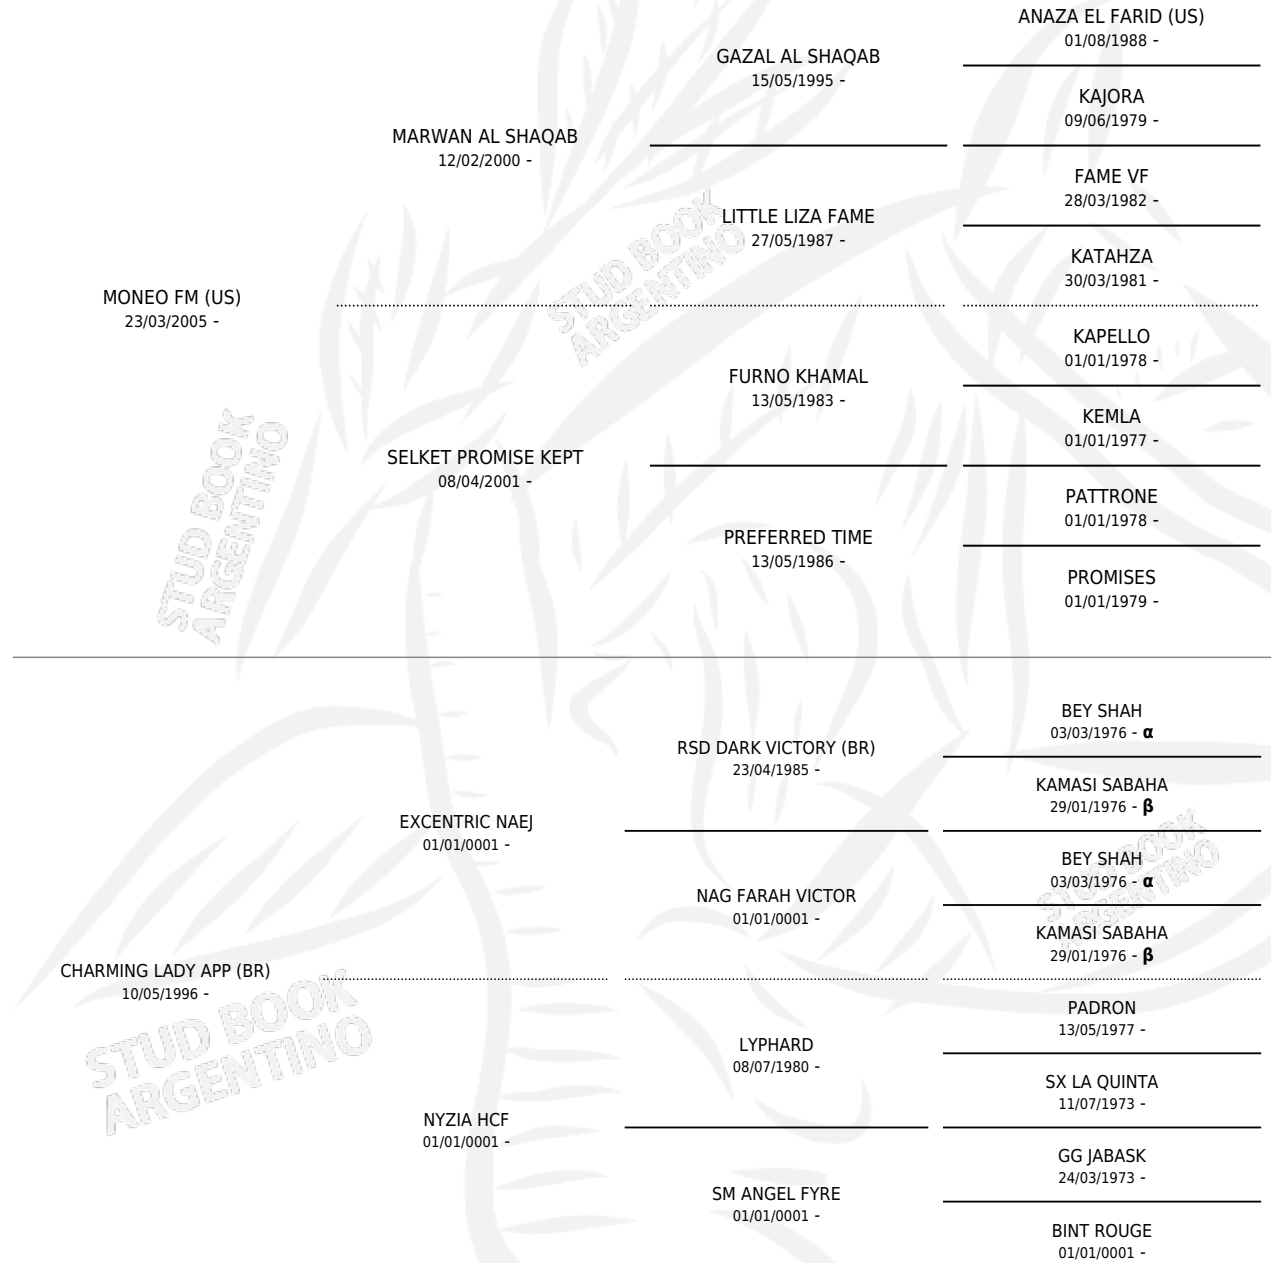 ANAZA EL FARID (US)
01/08/1988 -
GAZAL AL SHAQAB
15/05/1995 -
KAJORA
09/06/1979 -
MARWAN AL SHAQAB
12/02/2000 -
FAME VF
28/03/1982 -
LITTLE LIZA FAME
27/05/1987 -
KATAHZA
30/03/1981 -
MONEO FM (US)
23/03/2005 -
KAPELLO
01/01/1978 -
FURNO KHAMAL
13/05/1983 -
KEMLA
01/01/1977 -
SELKET PROMISE KEPT
08/04/2001 -
PATTRONE
01/01/1978 -
PREFERRED TIME
13/05/1986 -
PROMISES
01/01/1979 -
BEY SHAH
03/03/1976 - α
RSD DARK VICTORY (BR)
23/04/1985 -
KAMASI SABAHA
29/01/1976 - β
EXCENTRIC NAEJ
01/01/0001 -
BEY SHAH
03/03/1976 - α
NAG FARAH VICTOR
01/01/0001 -
KAMASI SABAHA
29/01/1976 - β
CHARMING LADY APP (BR)
10/05/1996 -
PADRON
13/05/1977 -
LYPHARD
08/07/1980 -
SX LA QUINTA
11/07/1973 -
NYZIA HCF
01/01/0001 -
GG JABASK
24/03/1973 -
SM ANGEL FYRE
01/01/0001 -
BINT ROUGE
01/01/0001 -
STUD BOOK
ARGENTINO
STUD BOOK
ARGENTINO
STUD BOOK
ARGENTINO
STUD BOOK
ARGENTINO